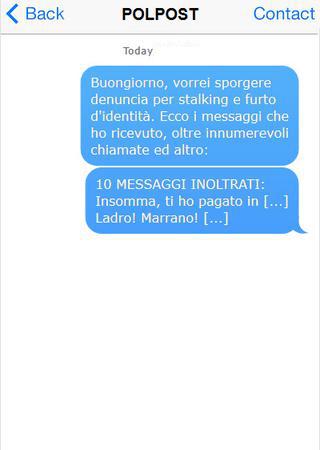 Back POLPOST Contact
Today
Buongiorno, vorrei sporgere
denuncia per stalking e furto
d'identità. Ecco i messaggi che
ho ricevuto, oltre innumerevoli
chiamate ed altro:
10 MESSAGGI INOLTRATI:
Insomma, ti ho pagato in [...]
Ladro! Marrano! [...]